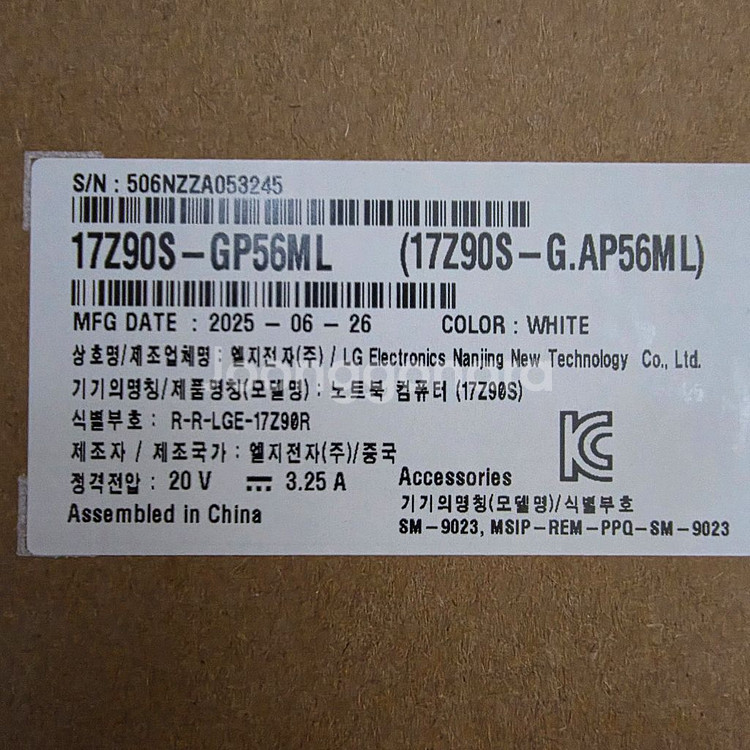 S/N : 506NZZA053245
17Z90S-GP56ML (17Z90S-G.AP56ML)
MFG DATE : 2025 - 06 - 26 COLOR : WHITE
상호명/제조업체명 : 엘지전자(주) / LG Electronics Nanjing New Technology Co., Ltd.
기기의명칭/제품명칭(모델명) : 노트북 컴퓨터 (17Z90S)
식별부호 : R-R-LGE-17Z90R
제조자 / 제조국가 : 엘지전자(주)/중국
정격전압 : 20 V ⎓ 3.25 A
Assembled in China
Accessories
기기의명칭(모델명)/식별부호
SM-9023, MSIP-REM-PPQ-SM-9023
joonggonara